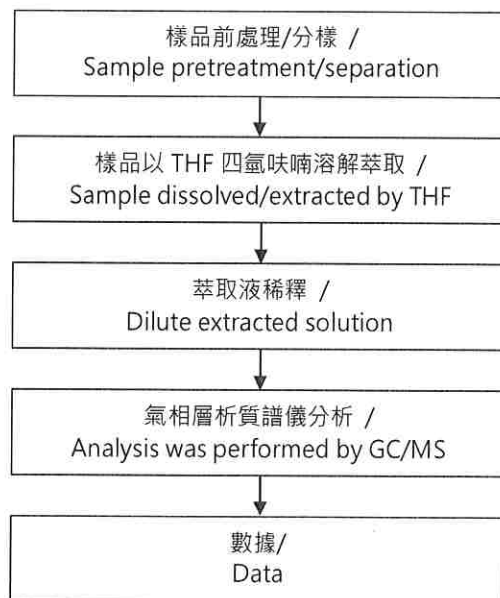 樣品前處理/分樣 /
Sample pretreatment/separation
樣品以 THF 四氫呋喃溶解萃取 /
Sample dissolved/extracted by THF
萃取液稀釋 /
Dilute extracted solution
氣相層析質譜儀分析 /
Analysis was performed by GC/MS
數據/
Data